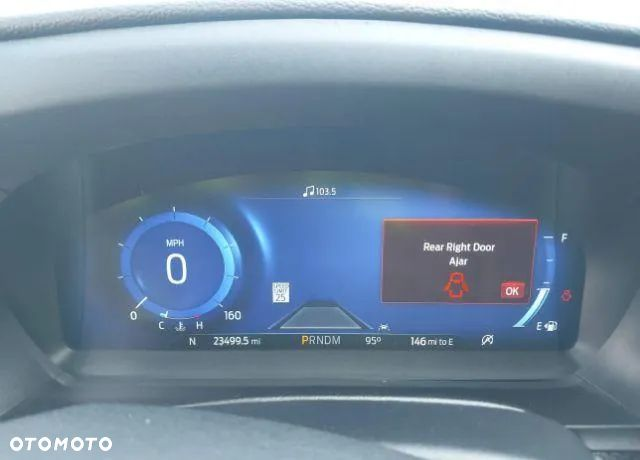 103.5
MPH
0
0 160
C H
SPEED
LIMIT
25
Rear Right Door
Ajar
OK
F
E
N 23499.5 mi PRNDM 95° 146 mi to E
OTOMOTO